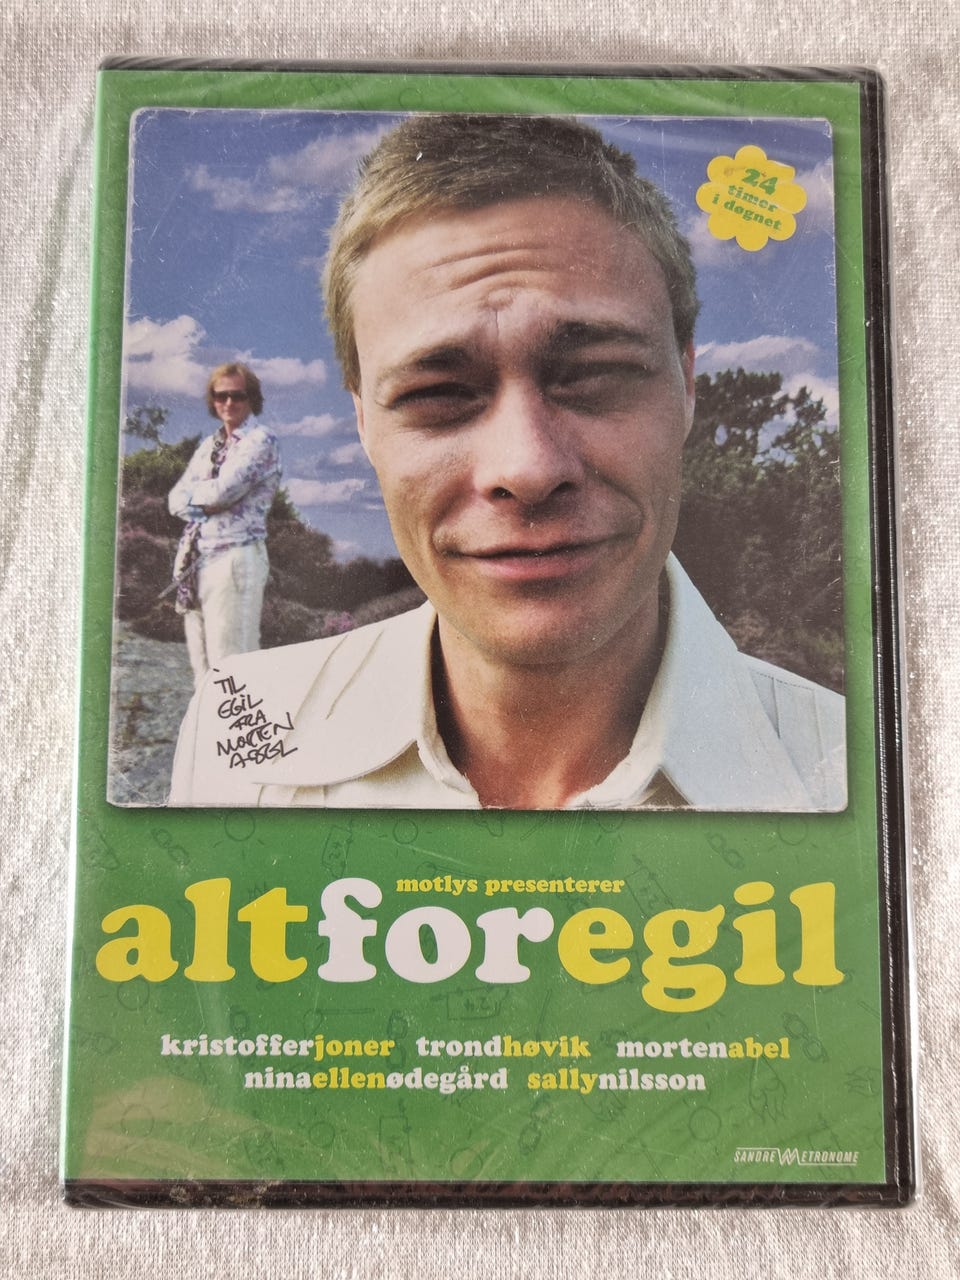 24
timer
i døgnet
TIL
EGIL
FRA
MORTEN
ABEL
motlys presenterer
altforegil
kristofferjoner trondhøvik mortenabel
ninaellenødegård sallynilsson
SANDREW METRONOME